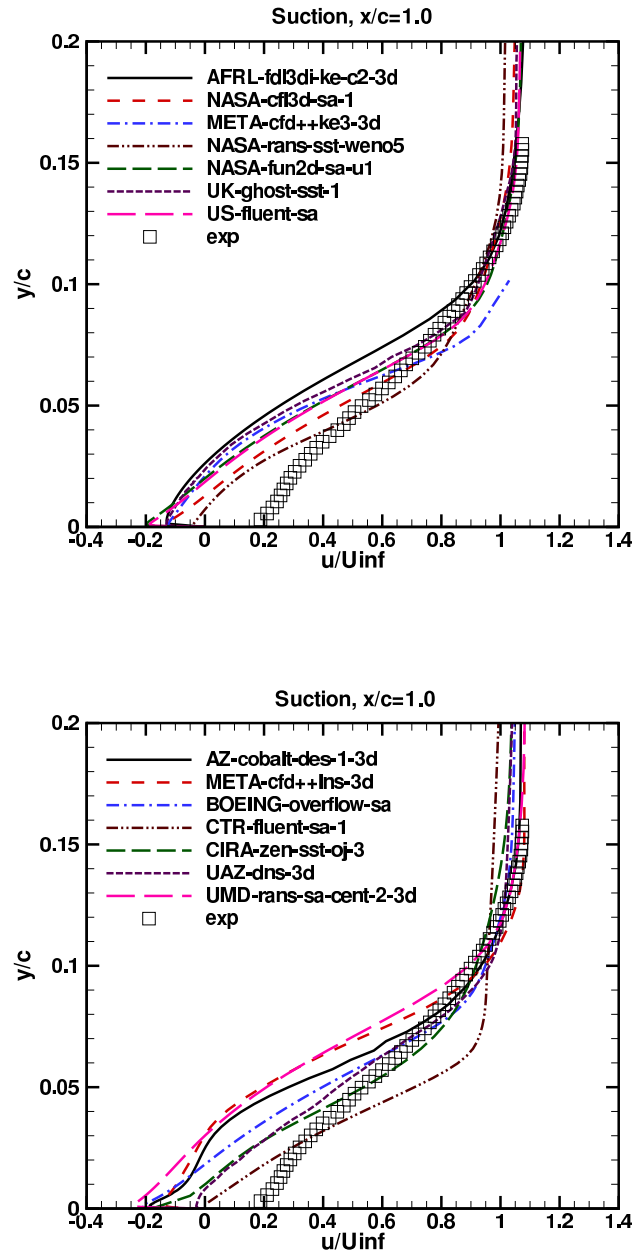 Suction, x/c=1.0
0.2
AFRL-fdl3di-ke-c2-3d
NASA-cfl3d-sa-1
META-cfd++ke3-3d
NASA-rans-sst-weno5
NASA-fun2d-sa-u1
UK-ghost-sst-1
US-fluent-sa
exp
0.15
y/c
0.1
0.05
0
-0.4 -0.2 0 0.2 0.4 0.6 0.8 1 1.2 1.4
u/Uinf
Suction, x/c=1.0
0.2
AZ-cobalt-des-1-3d
META-cfd++lns-3d
BOEING-overflow-sa
CTR-fluent-sa-1
CIRA-zen-sst-oj-3
UAZ-dns-3d
UMD-rans-sa-cent-2-3d
exp
0.15
y/c
0.1
0.05
0
-0.4 -0.2 0 0.2 0.4 0.6 0.8 1 1.2 1.4
u/Uinf